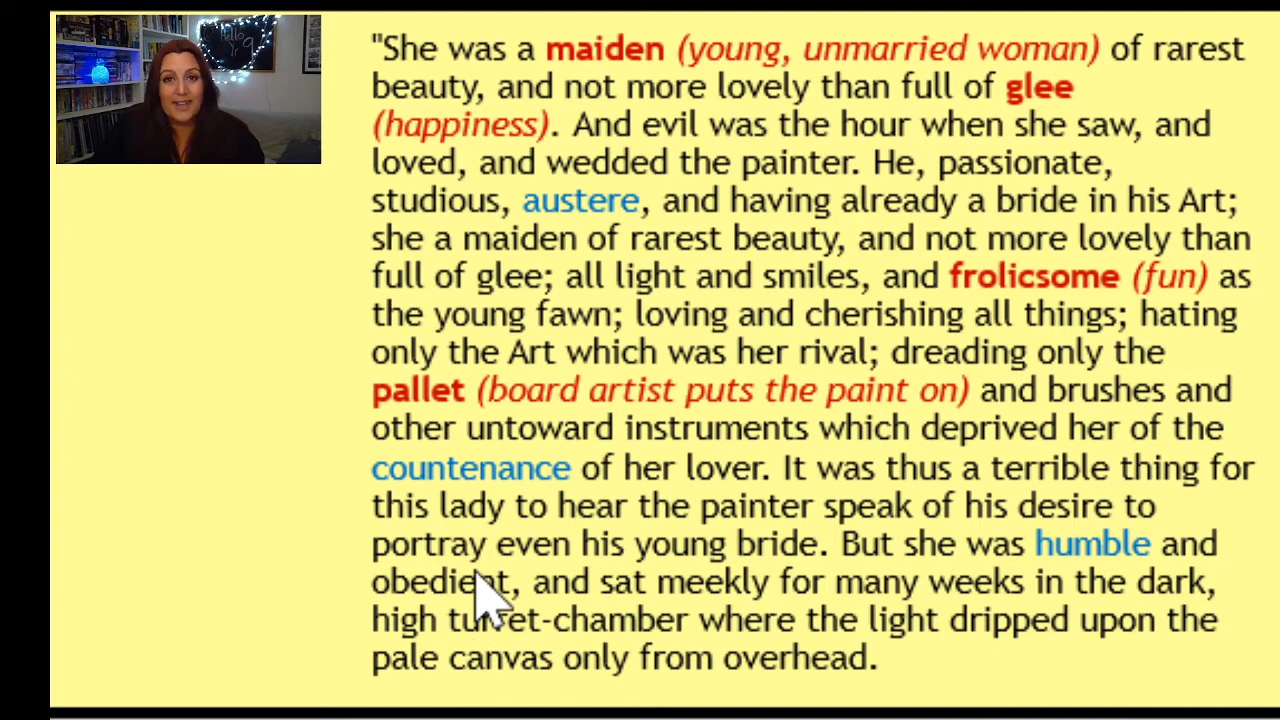 "She was a maiden (young, unmarried woman) of rarest
beauty, and not more lovely than full of glee
(happiness). And evil was the hour when she saw, and
loved, and wedded the painter. He, passionate,
studious, austere, and having already a bride in his Art;
she a maiden of rarest beauty, and not more lovely than
full of glee; all light and smiles, and frolicsome (fun) as
the young fawn; loving and cherishing all things; hating
only the Art which was her rival; dreading only the
pallet (board artist puts the paint on) and brushes and
other untoward instruments which deprived her of the
countenance of her lover. It was thus a terrible thing for
this lady to hear the painter speak of his desire to
portray even his young bride. But she was humble and
obedient, and sat meekly for many weeks in the dark,
high turret-chamber where the light dripped upon the
pale canvas only from overhead.